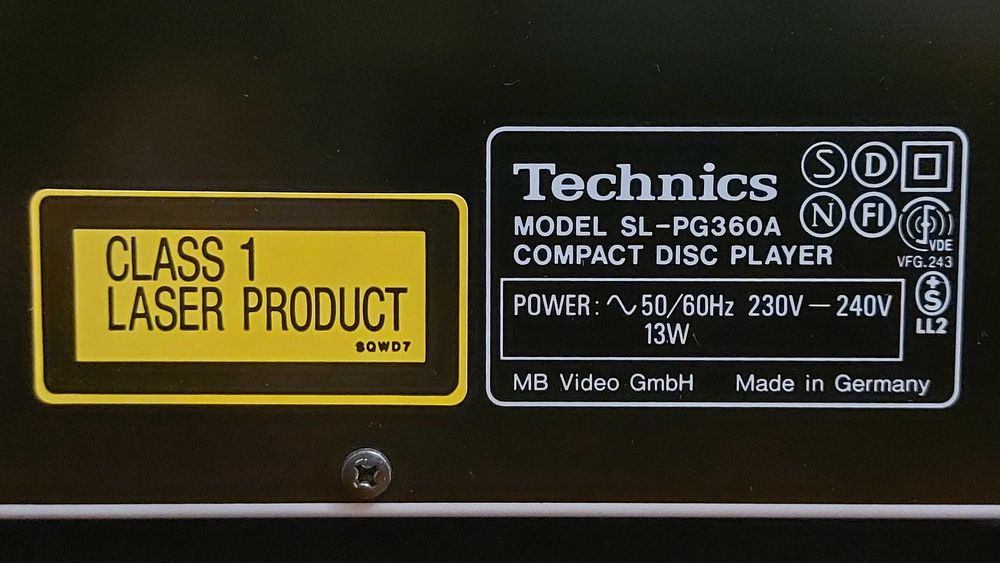 CLASS 1
LASER PRODUCT
SQWD7
Technics
MODEL SL-PG360A
COMPACT DISC PLAYER
S D
N FI
VDE
VFG.243
+S
LL2
POWER: ∿ 50/60Hz 230V — 240V
13W
MB Video GmbH Made in Germany